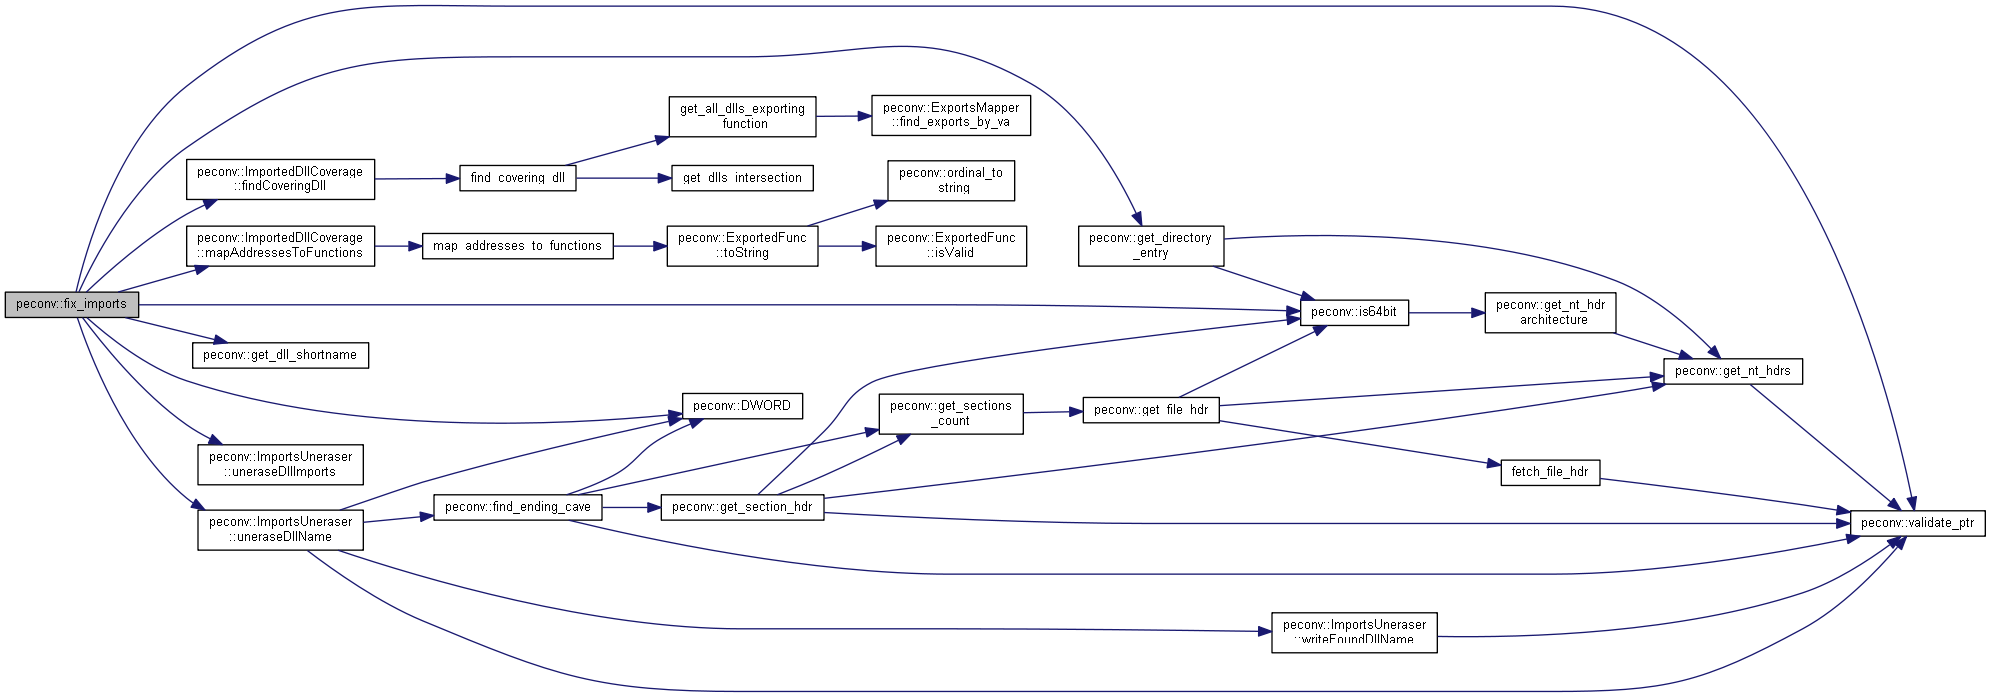 peconv::fix_imports
peconv::ImportedDllCoverage
::findCoveringDll
peconv::ImportedDllCoverage
::mapAddressesToFunctions
peconv::get_dll_shortname
peconv::ImportsUneraser
::uneraseDllImports
peconv::ImportsUneraser
::uneraseDllName
find_covering_dll
map_addresses_to_functions
peconv::find_ending_cave
get_all_dlls_exporting
_function
get_dlls_intersection
peconv::ExportedFunc
::toString
peconv::DWORD
peconv::get_section_hdr
peconv::ExportsMapper
::find_exports_by_va
peconv::ordinal_to
_string
peconv::ExportedFunc
::isValid
peconv::get_sections
_count
peconv::get_directory
_entry
peconv::get_file_hdr
peconv::is64bit
peconv::ImportsUneraser
::writeFoundDllName
peconv::get_nt_hdr
_architecture
fetch_file_hdr
peconv::get_nt_hdrs
peconv::validate_ptr